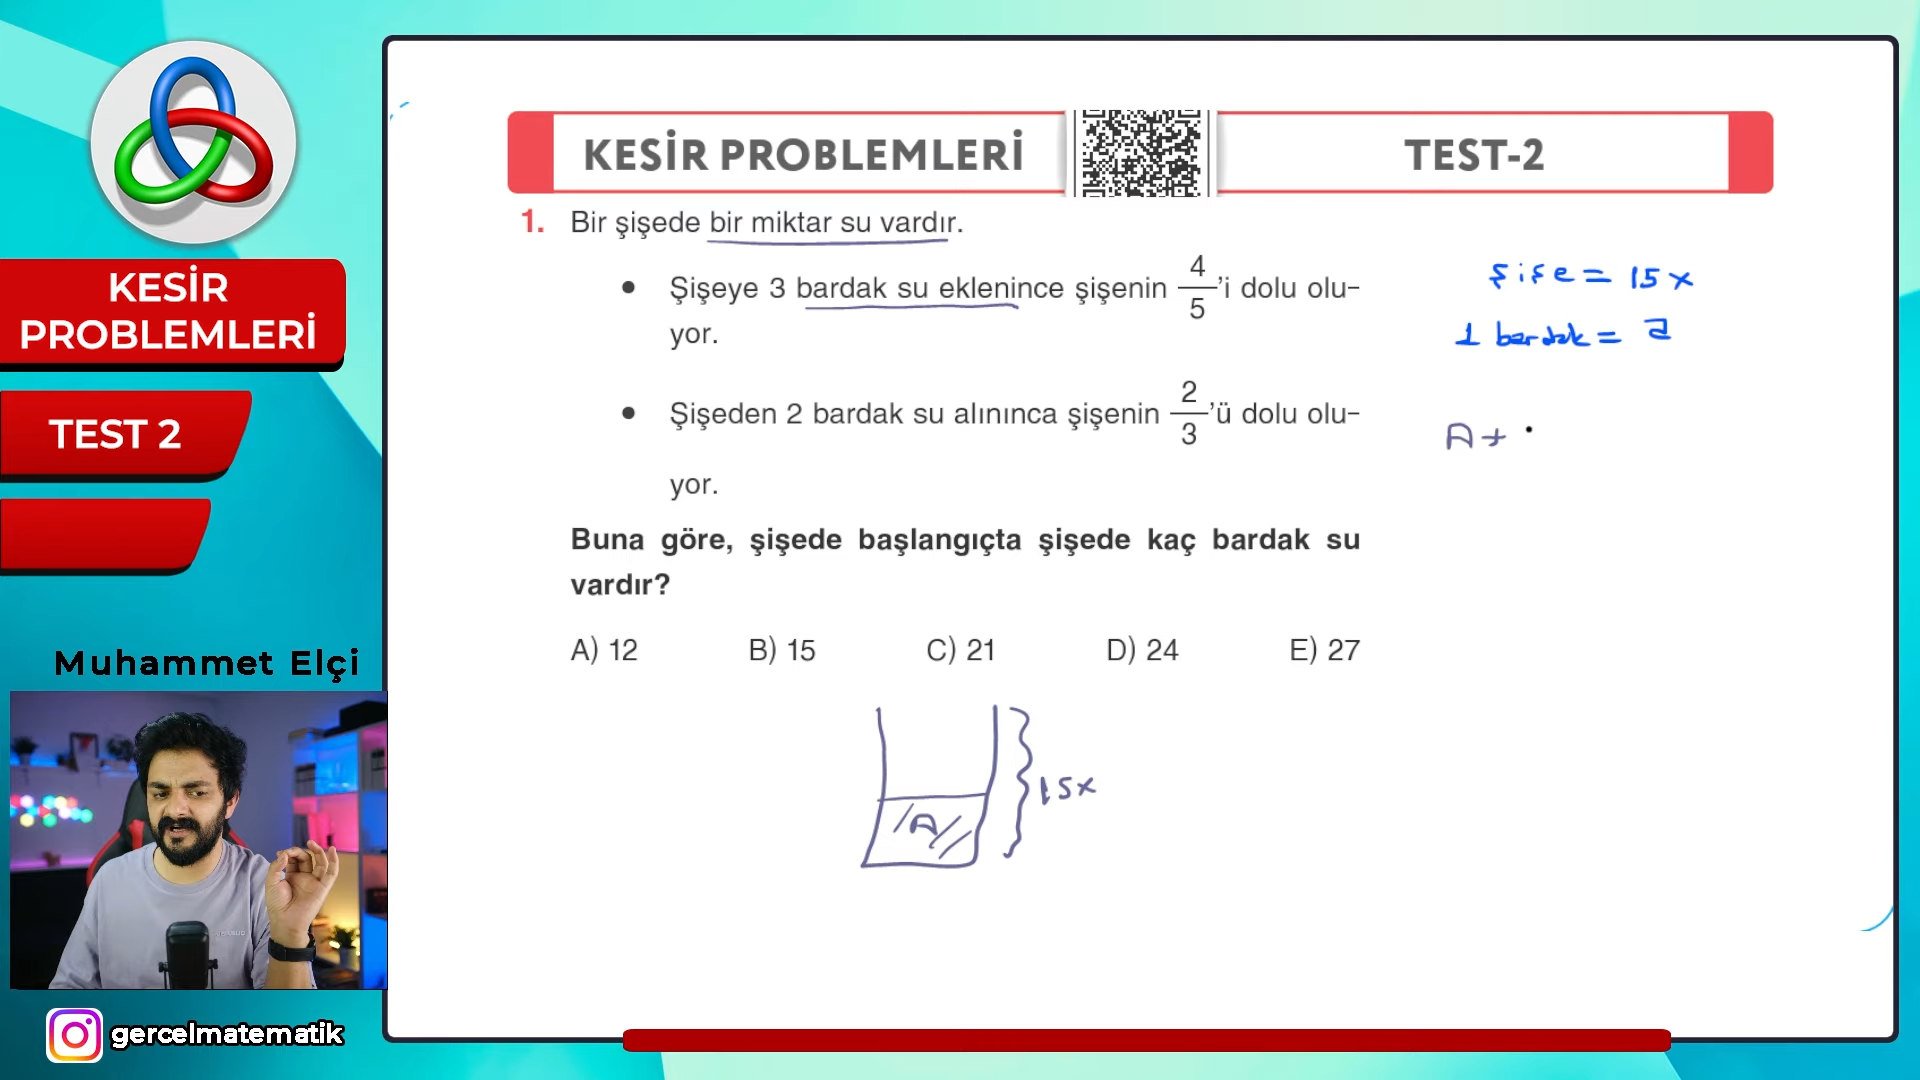 KESİR PROBLEMLERİ
TEST 2
Muhammet Elçi
gercelmatematik
KESİR PROBLEMLERİ
TEST-2
1. Bir şişede bir miktar su vardır.
• Şişeye 3 bardak su eklenince şişenin 4/5'i dolu olu-
yor.
• Şişeden 2 bardak su alınınca şişenin 2/3'ü dolu olu-
yor.
Buna göre, şişede başlangıçta şişede kaç bardak su
vardır?
A) 12 B) 15 C) 21 D) 24 E) 27
şişe = 15x
1 bardak = a
A +
A
15x